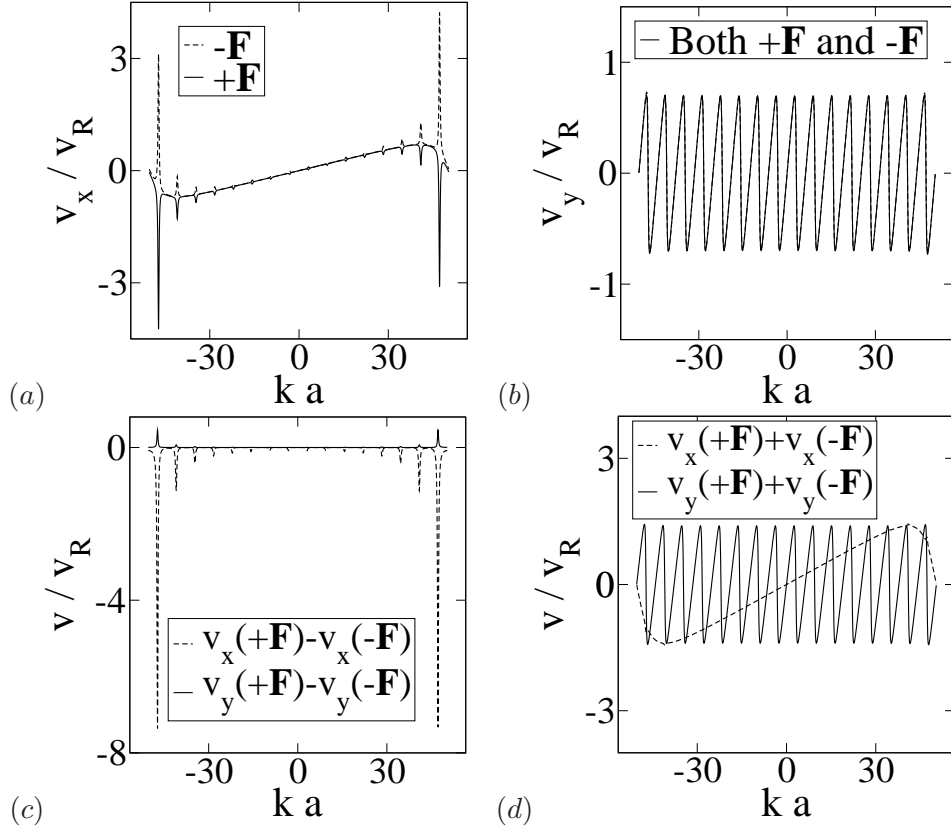 4
0
-3
v_x / v_R
-F
+F
-30 0 30
k a
(a)
1
0
-1
v_y / v_R
Both +F and -F
-30 0 30
k a
(b)
0
-4
-8
v / v_R
v_x(+F)-v_x(-F)
v_y(+F)-v_y(-F)
-30 0 30
k a
(c)
3
0
-3
v / v_R
v_x(+F)+v_x(-F)
v_y(+F)+v_y(-F)
-30 0 30
k a
(d)